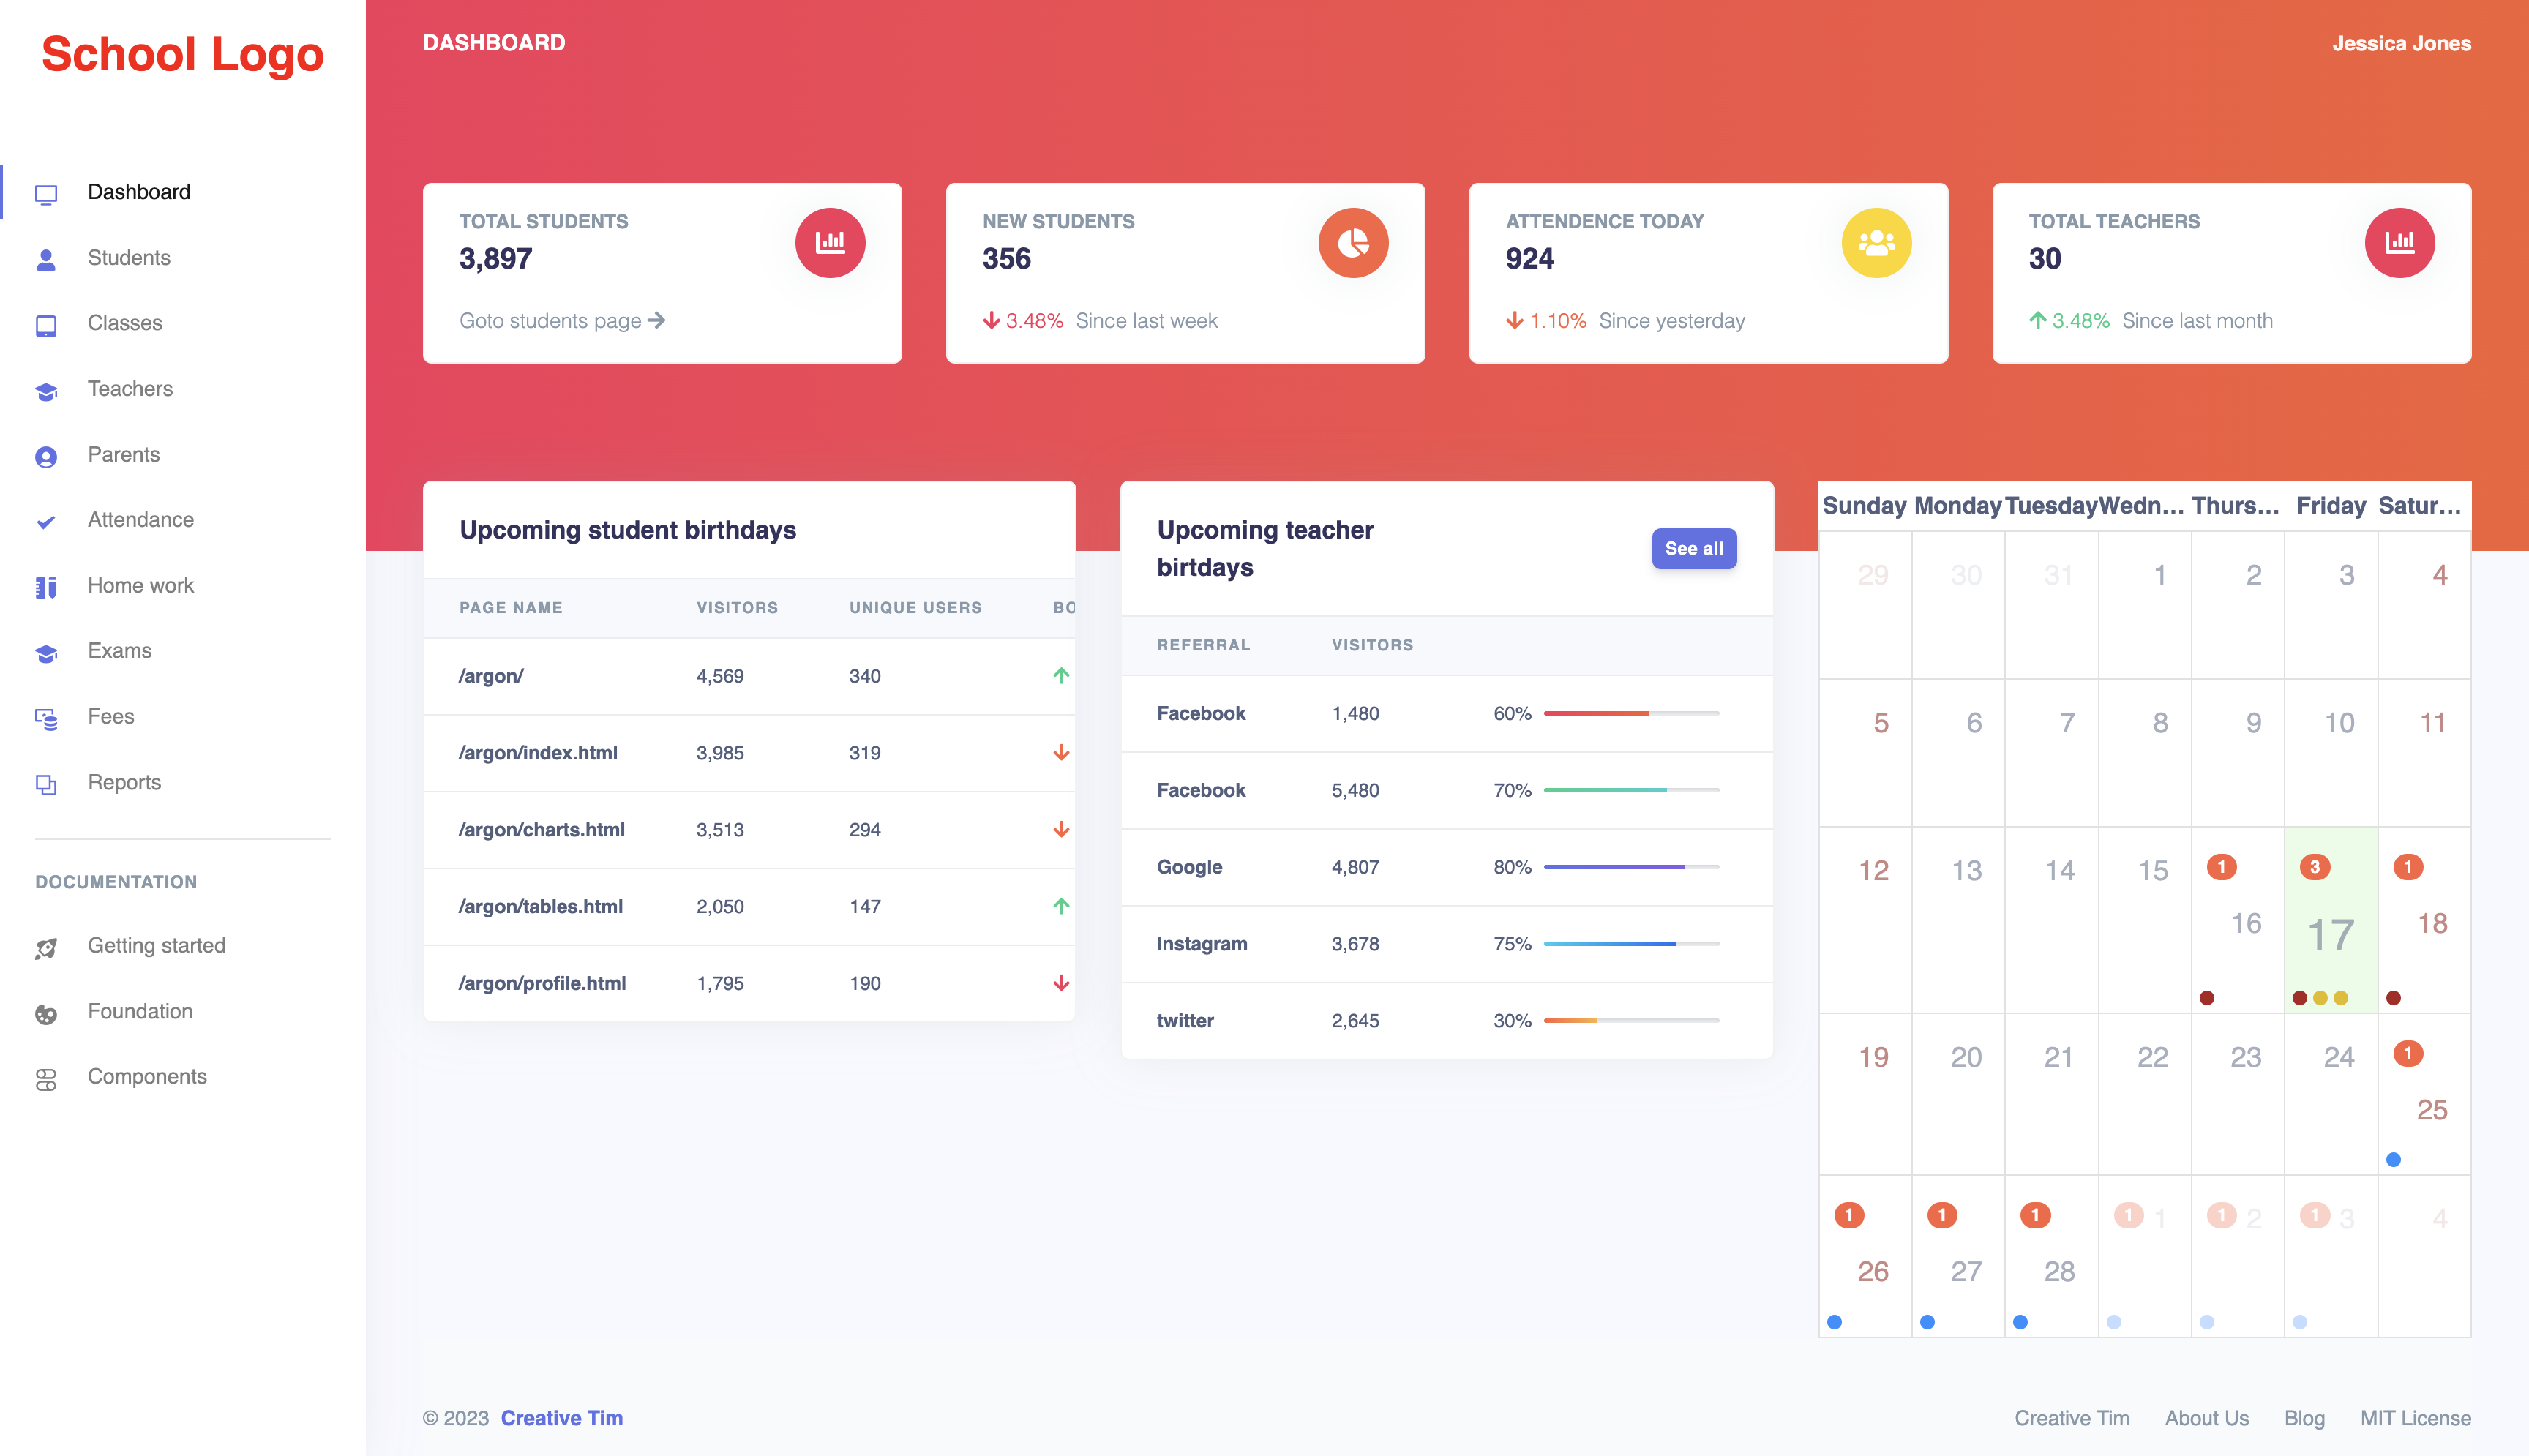 School Logo
DASHBOARD
Jessica Jones
Dashboard
Students
Classes
Teachers
Parents
Attendance
Home work
Exams
Fees
Reports
DOCUMENTATION
Getting started
Foundation
Components
TOTAL STUDENTS
3,897
Goto students page
NEW STUDENTS
356
3.48% Since last week
ATTENDENCE TODAY
924
1.10% Since yesterday
TOTAL TEACHERS
30
3.48% Since last month
Upcoming student birthdays
PAGE NAME VISITORS UNIQUE USERS BO
/argon/ 4,569 340
/argon/index.html 3,985 319
/argon/charts.html 3,513 294
/argon/tables.html 2,050 147
/argon/profile.html 1,795 190
Upcoming teacher
birtdays
See all
REFERRAL VISITORS
Facebook 1,480 60%
Facebook 5,480 70%
Google 4,807 80%
Instagram 3,678 75%
twitter 2,645 30%
Sunday Monday Tuesday Wedn... Thurs... Friday Satur...
29 30 31 1 2 3 4
5 6 7 8 9 10 11
1 3 1
12 13 14 15 16 17 18
1
19 20 21 22 23 24 25
1 1 1 1 1 1 2 1 3 4
26 27 28
© 2023 Creative Tim
Creative Tim About Us Blog MIT License